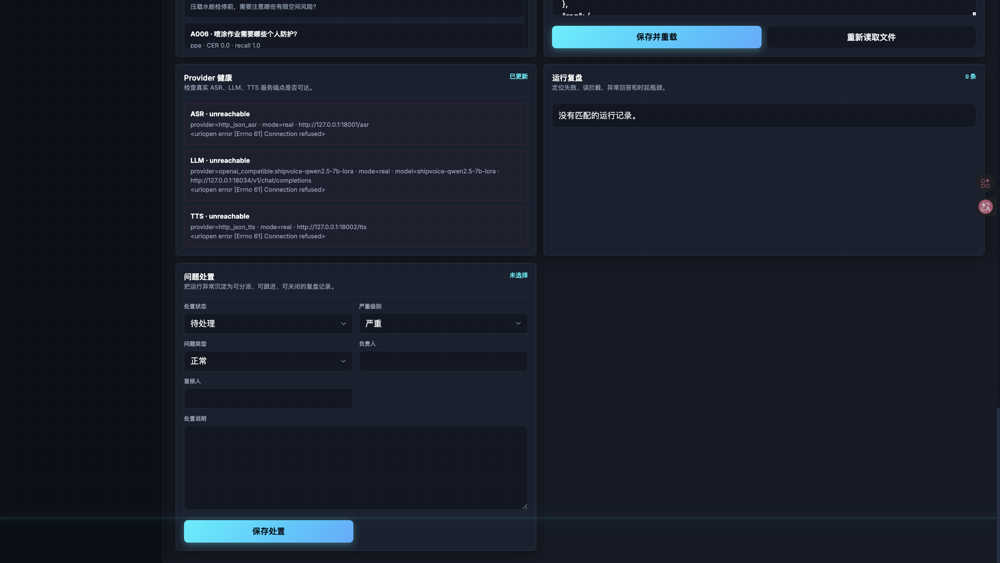 压载水舱检修前，需要注意哪些有限空间风险？
A006 · 喷涂作业需要哪些个人防护？
ppe · CER 0.0 · recall 1.0
},
"rag": {
保存并重载
重新读取文件
Provider 健康
已更新
检查真实 ASR、LLM、TTS 服务端点是否可达。
ASR · unreachable
provider=http_json_asr · mode=real · http://127.0.0.1:18001/asr
<urlopen error [Errno 61] Connection refused>
LLM · unreachable
provider=openai_compatible:shipvoice-qwen2.5-7b-lora · mode=real · model=shipvoice-qwen2.5-7b-lora ·
http://127.0.0.1:18034/v1/chat/completions
<urlopen error [Errno 61] Connection refused>
TTS · unreachable
provider=http_json_tts · mode=real · http://127.0.0.1:18002/tts
<urlopen error [Errno 61] Connection refused>
运行复盘
0 条
定位失败、误拦截、异常回答和时延瓶颈。
没有匹配的运行记录。
问题处置
未选择
把运行异常沉淀为可分派、可跟进、可关闭的复盘记录。
处置状态
严重级别
待处理
严重
问题类型
负责人
正常
复核人
处置说明
保存处置